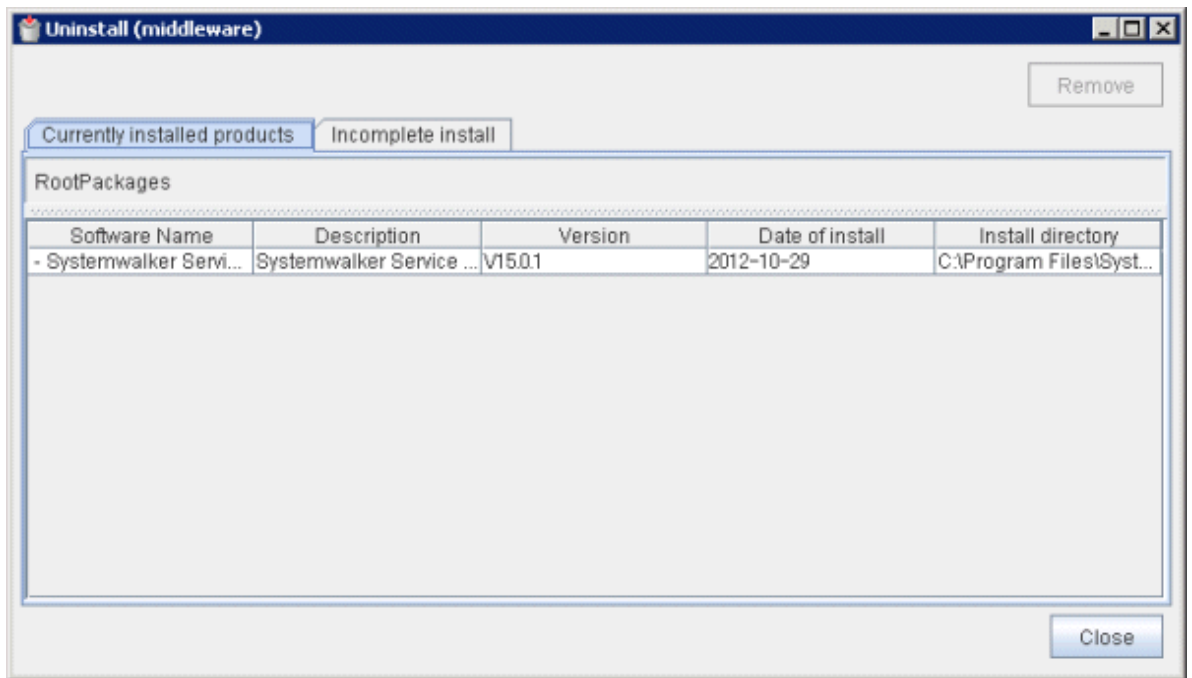 Uninstall (middleware)
Remove
Currently installed products Incomplete install
RootPackages
Software Name Description Version Date of install Install directory
- Systemwalker Servi... Systemwalker Service ... V15.0.1 2012-10-29 C:\Program Files\Syst...
Close